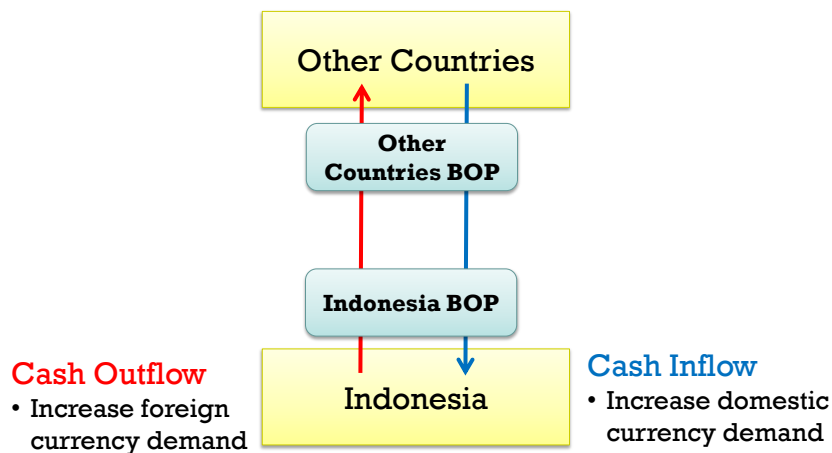 Other Countries
Other
Countries BOP
Indonesia BOP
Cash Outflow
• Increase foreign
currency demand
Indonesia
Cash Inflow
• Increase domestic
currency demand